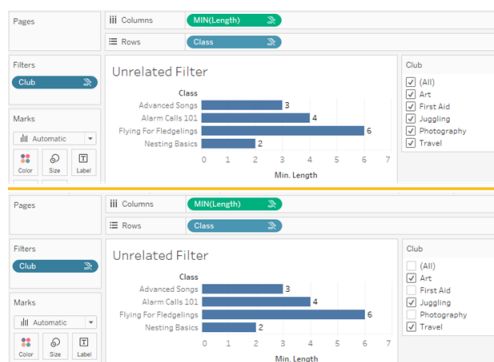 Pages
Columns MIN(Length)
Rows Class
Filters
Club
Marks
Automatic
Color Size Label
Unrelated Filter
Class
Advanced Songs 3
Alarm Calls 101 4
Flying For Fledgelings 6
Nesting Basics 2
0 1 2 3 4 5 6 7
Min. Length
Club
(All)
Art
First Aid
Juggling
Photography
Travel
Pages
Columns MIN(Length)
Rows Class
Filters
Club
Marks
Automatic
Color Size Label
Unrelated Filter
Class
Advanced Songs 3
Alarm Calls 101 4
Flying For Fledgelings 6
Nesting Basics 2
0 1 2 3 4 5 6 7
Min. Length
Club
(All)
Art
First Aid
Juggling
Photography
Travel